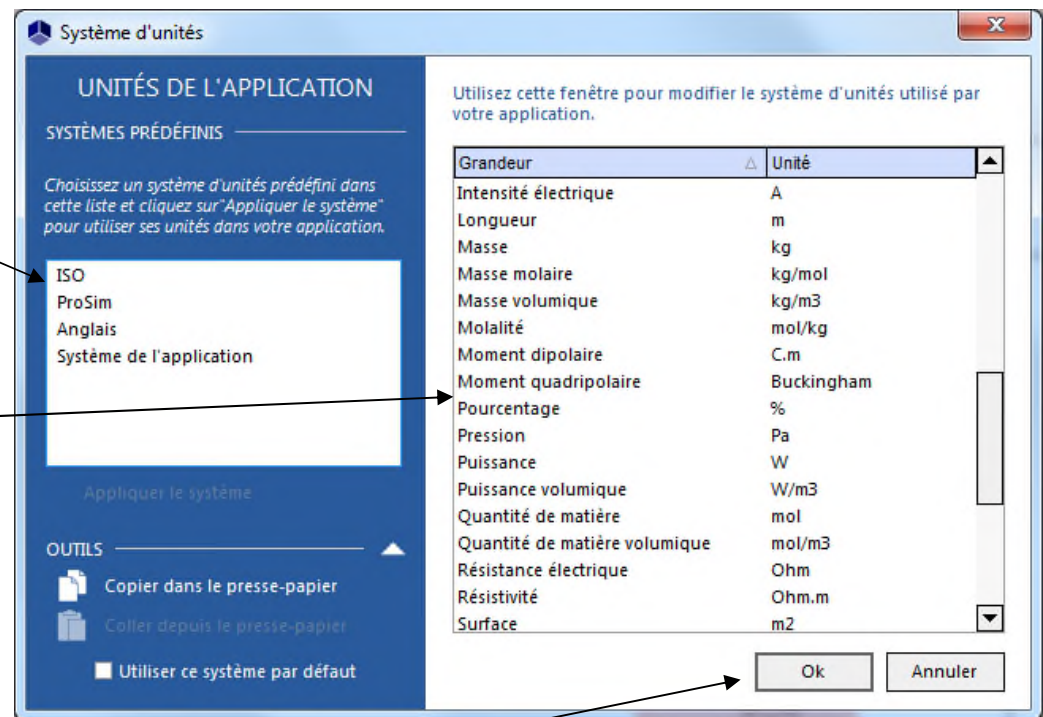 Système d'unités
UNITÉS DE L'APPLICATION
SYSTÈMES PRÉDÉFINIS
Choisissez un système d'unités prédéfini dans
cette liste et cliquez sur"Appliquer le système"
pour utiliser ses unités dans votre application.
ISO
ProSim
Anglais
Système de l'application
Appliquer le système
OUTILS
Copier dans le presse-papier
Coller depuis le presse-papier
Utiliser ce système par défaut
Utilisez cette fenêtre pour modifier le système d'unités utilisé par
votre application.
Grandeur Unité
Intensité électrique A
Longueur m
Masse kg
Masse molaire kg/mol
Masse volumique kg/m3
Molalité mol/kg
Moment dipolaire C.m
Moment quadripolaire Buckingham
Pourcentage %
Pression Pa
Puissance W
Puissance volumique W/m3
Quantité de matière mol
Quantité de matière volumique mol/m3
Résistance électrique Ohm
Résistivité Ohm.m
Surface m2
Ok Annuler